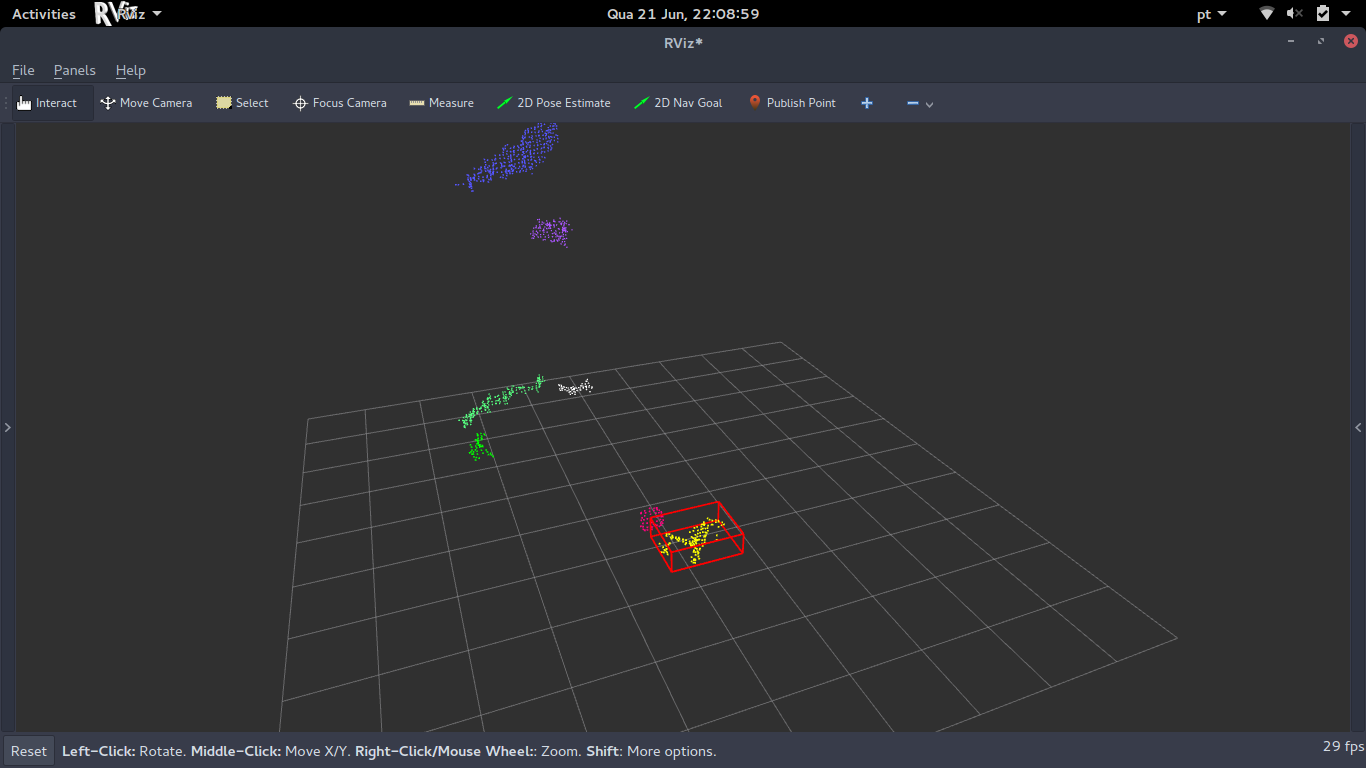 Activities RViz RViz Qua 21 Jun, 22:08:59 pt
RViz*
File Panels Help
Interact Move Camera Select Focus Camera Measure 2D Pose Estimate 2D Nav Goal Publish Point
Reset Left-Click: Rotate. Middle-Click: Move X/Y. Right-Click/Mouse Wheel:: Zoom. Shift: More options. 29 fps